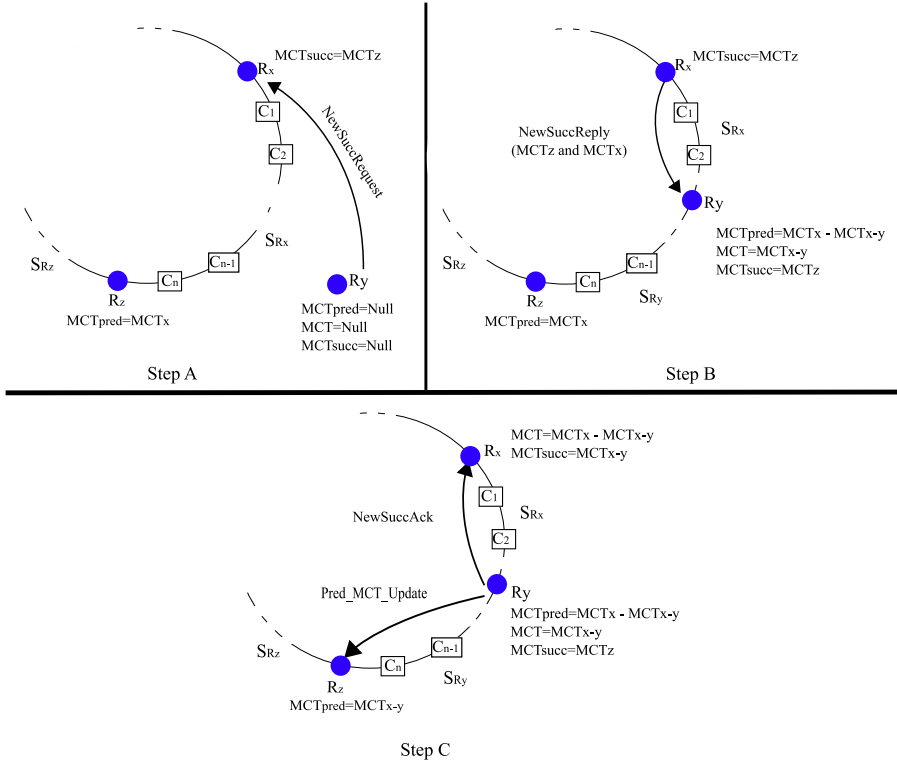 Rx
MCTsucc=MCTz
C1
C2
NewSuccRequest
SRx
Cn-1
Cn
SRz
Rz
MCTpred=MCTx
Ry
MCTpred=Null
MCT=Null
MCTsucc=Null
Step A
Rx
MCTsucc=MCTz
C1
SRx
NewSuccReply
(MCTz and MCTx)
C2
Ry
MCTpred=MCTx - MCTx-y
MCT=MCTx-y
MCTsucc=MCTz
SRz
Cn-1
Cn
SRy
Rz
MCTpred=MCTx
Step B
Rx
MCT=MCTx - MCTx-y
MCTsucc=MCTx-y
C1
SRx
NewSuccAck
C2
Pred_MCT_Update
Ry
MCTpred=MCTx - MCTx-y
MCT=MCTx-y
MCTsucc=MCTz
SRz
Cn-1
Cn
SRy
Rz
MCTpred=MCTx-y
Step C